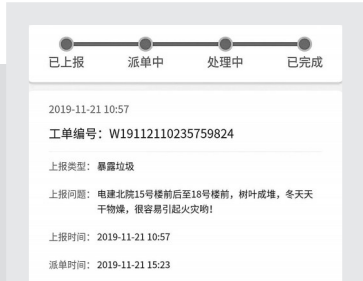 已上报 派单中 处理中 已完成
2019-11-21 10:57
工单编号：W19112110235759824
上报类型：暴露垃圾
上报问题：电建北院15号楼前后至18号楼前，树叶成堆，冬天天
干物燥，很容易引起火灾哟！
上报时间：2019-11-21 10:57
派单时间：2019-11-21 15:23